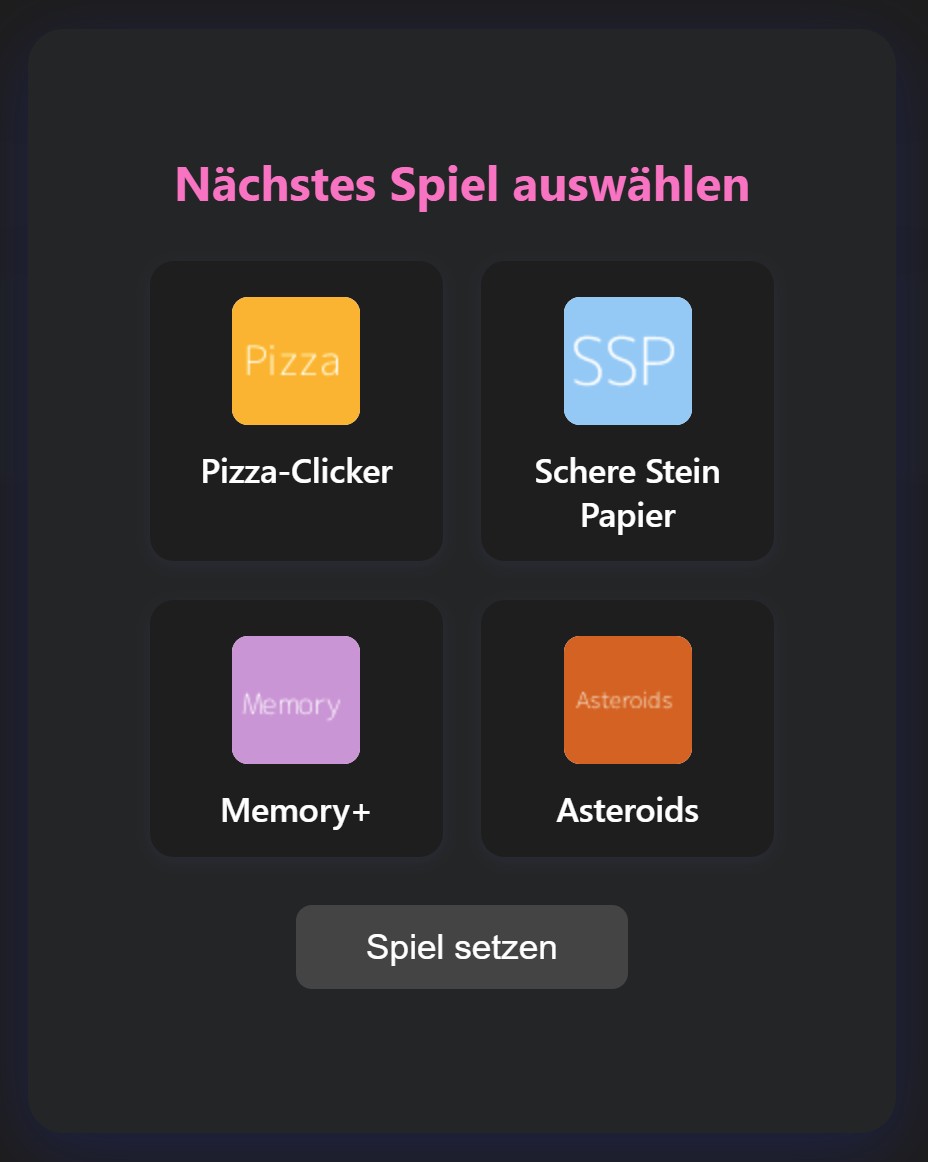 Nächstes Spiel auswählen
Pizza
SSP
Pizza-Clicker
Schere Stein
Papier
Memory
Asteroids
Memory+
Asteroids
Spiel setzen